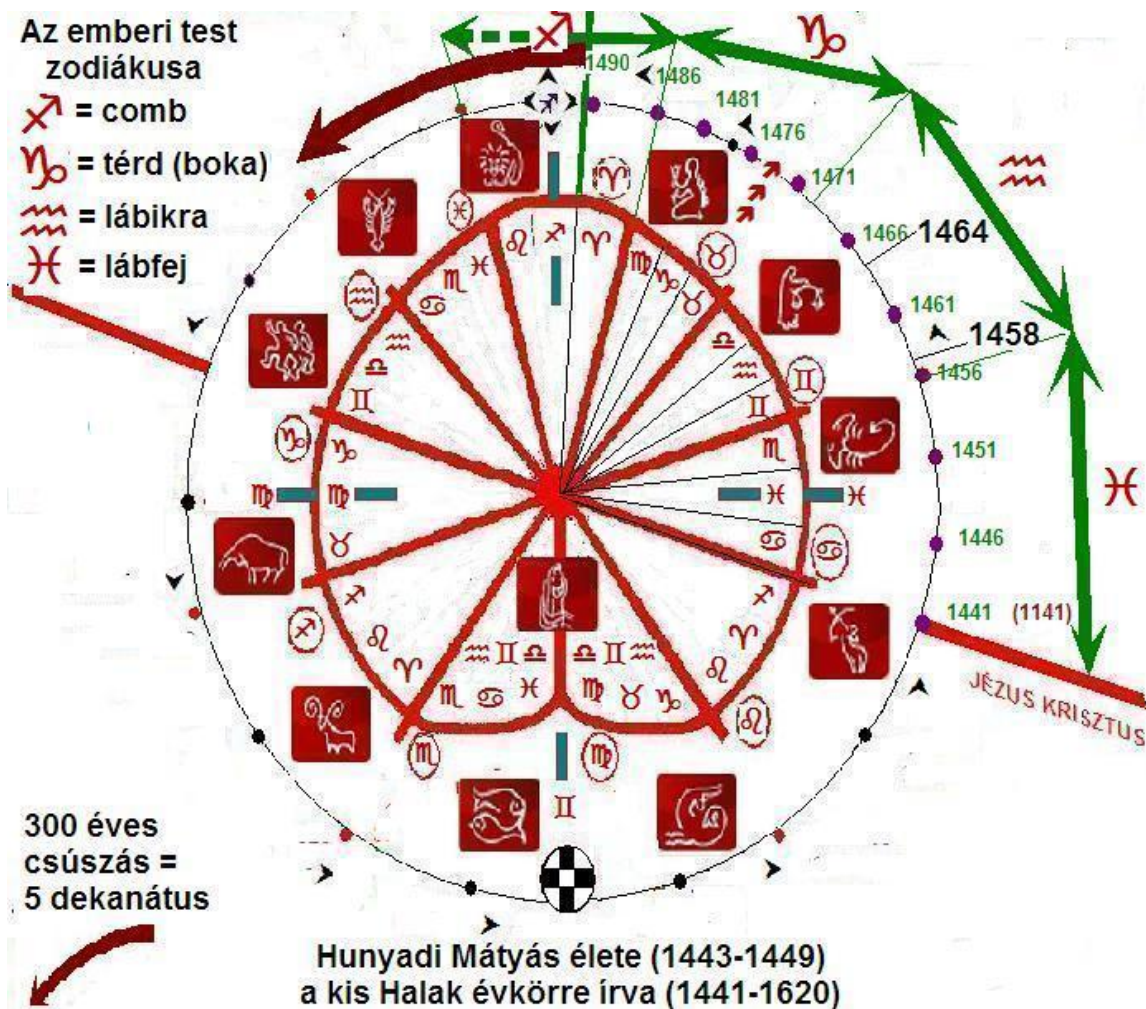 Az emberi test
zodiákusa
♐ = comb
♑ = térd (boka)
♒ = lábikra
♓ = lábfej
1490
1486
1481
1476
1471
1466
1464
1461
1458
1456
1451
1446
1441 (1141)
JÉZUS KRISZTUS
300 éves
csúszás =
5 dekanátus
Hunyadi Mátyás élete (1443-1449)
a kis Halak évkörre írva (1441-1620)